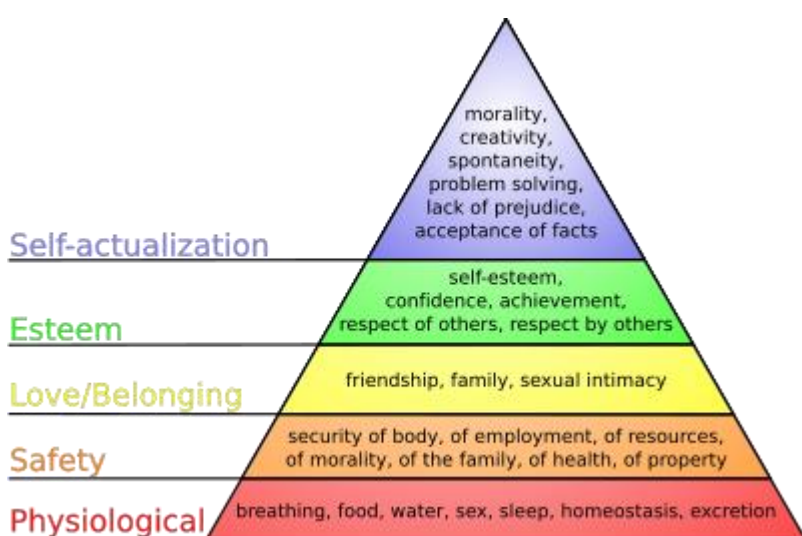 morality,
creativity,
spontaneity,
problem solving,
lack of prejudice,
acceptance of facts
Self-actualization
self-esteem,
confidence, achievement,
respect of others, respect by others
Esteem
friendship, family, sexual intimacy
Love/Belonging
security of body, of employment, of resources,
of morality, of the family, of health, of property
Safety
breathing, food, water, sex, sleep, homeostasis, excretion
Physiological